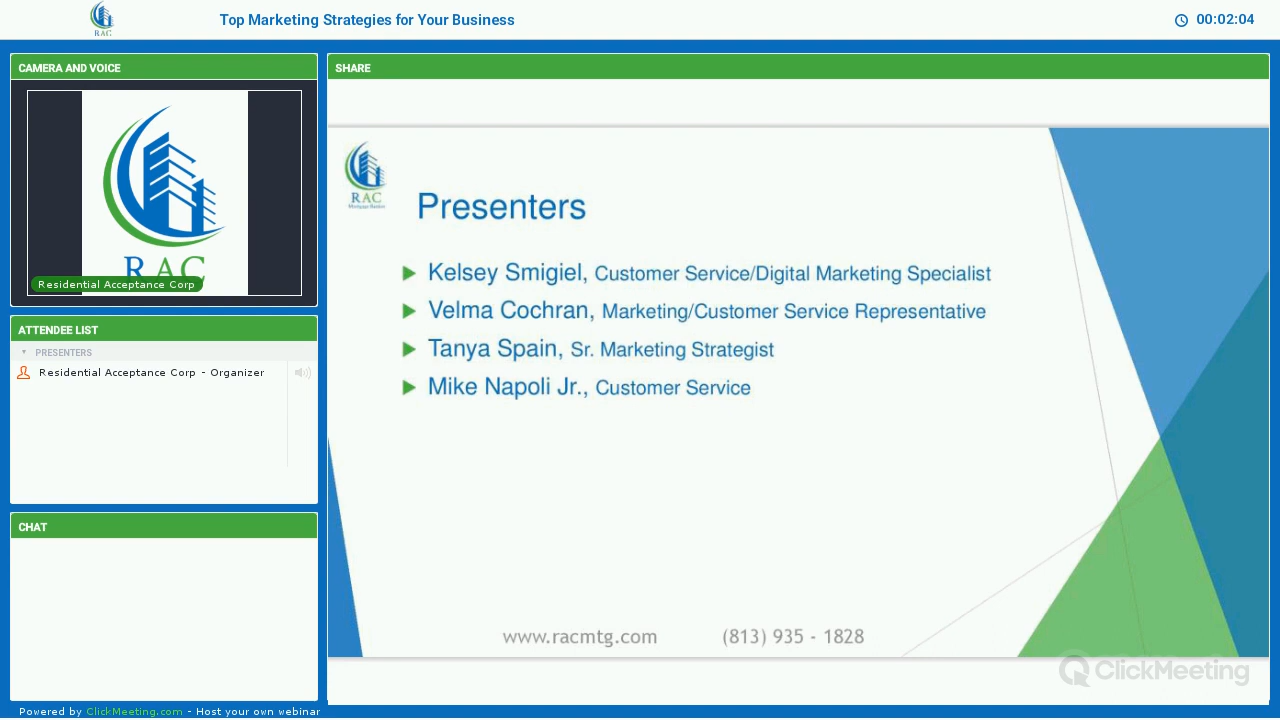 RAC
Top Marketing Strategies for Your Business
00:02:04
CAMERA AND VOICE
RAC
Residential Acceptance Corp
ATTENDEE LIST
PRESENTERS
Residential Acceptance Corp - Organizer
CHAT
SHARE
RAC
Mortgage Banker
Presenters
Kelsey Smigiel, Customer Service/Digital Marketing Specialist
Velma Cochran, Marketing/Customer Service Representative
Tanya Spain, Sr. Marketing Strategist
Mike Napoli Jr., Customer Service
www.racmtg.com (813) 935 - 1828
ClickMeeting
Powered by ClickMeeting.com - Host your own webinar